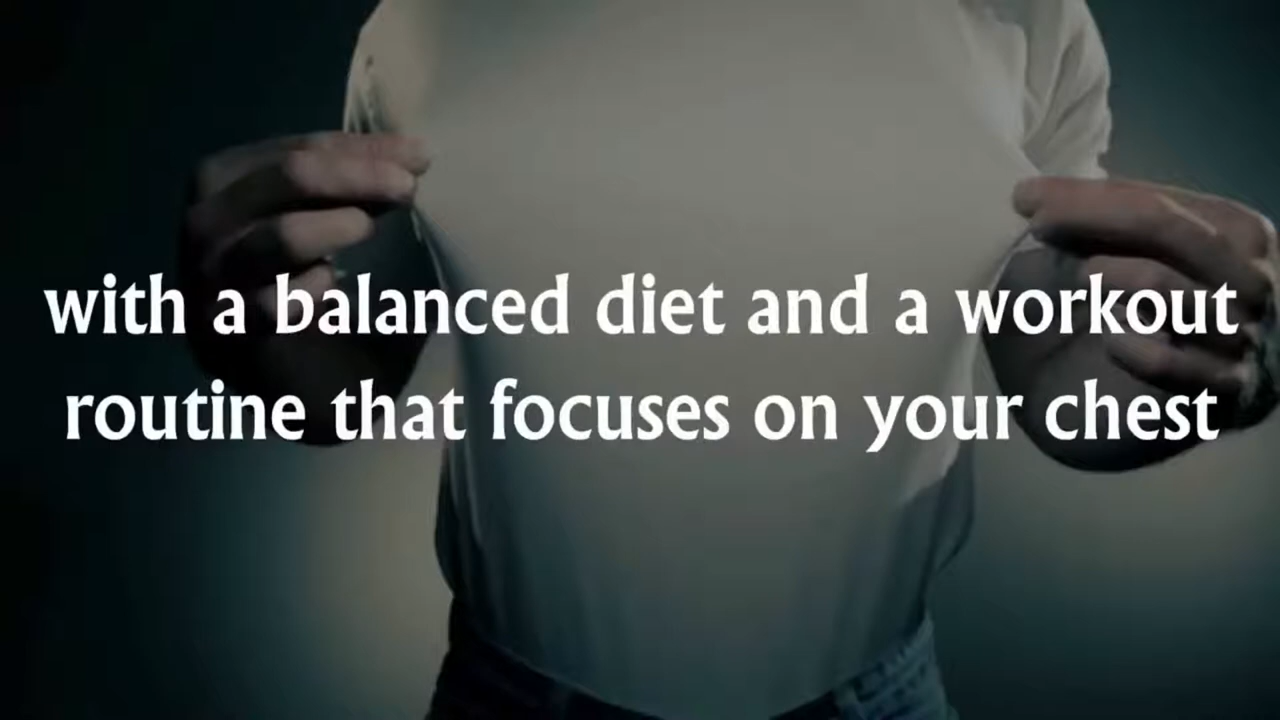 with a balanced diet and a workout
routine that focuses on your chest